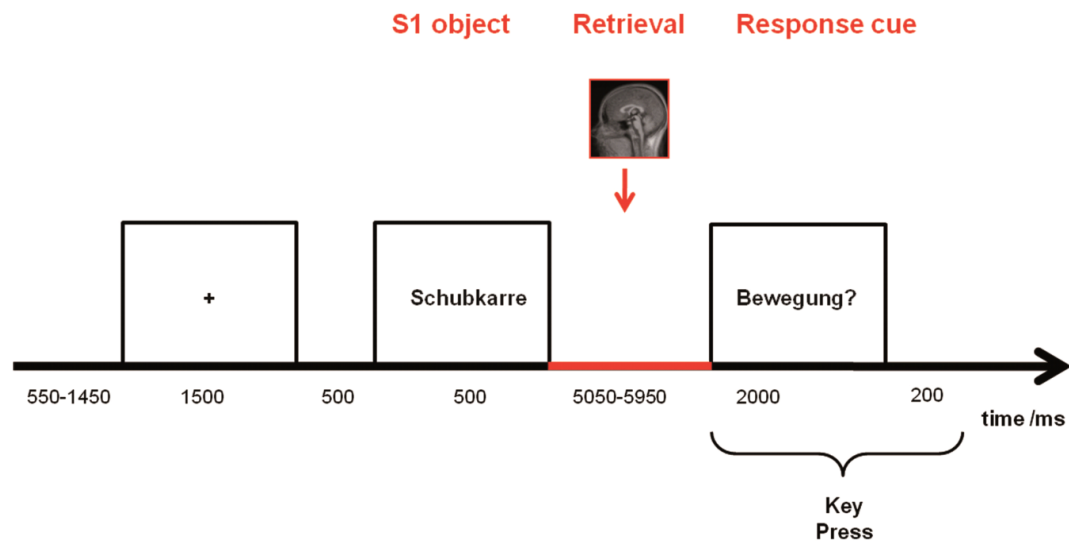 S1 object Retrieval Response cue
+ Schubkarre Bewegung?
550-1450 1500 500 500 5050-5950 2000 200
time /ms
Key
Press